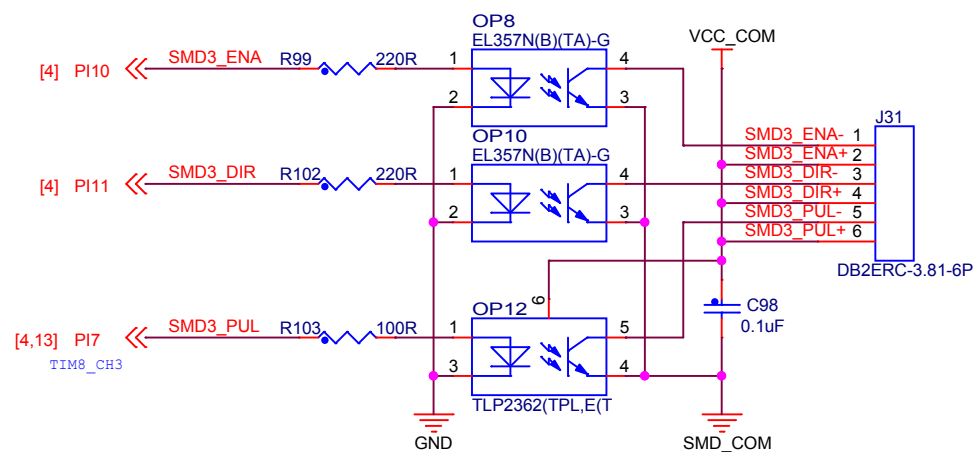 OP8
EL357N(B)(TA)-G
VCC_COM
[4] PI10
SMD3_ENA
R99
220R
1
4
2
3
OP10
EL357N(B)(TA)-G
J31
SMD3_ENA- 1
SMD3_ENA+ 2
SMD3_DIR- 3
SMD3_DIR+ 4
SMD3_PUL- 5
SMD3_PUL+ 6
DB2ERC-3.81-6P
[4] PI11
SMD3_DIR
R102
220R
1
4
2
3
6
C98
0.1uF
OP12
[4,13] PI7
TIM8_CH3
SMD3_PUL
R103
100R
1
5
3
4
TLP2362(TPL,E(T
GND
SMD_COM